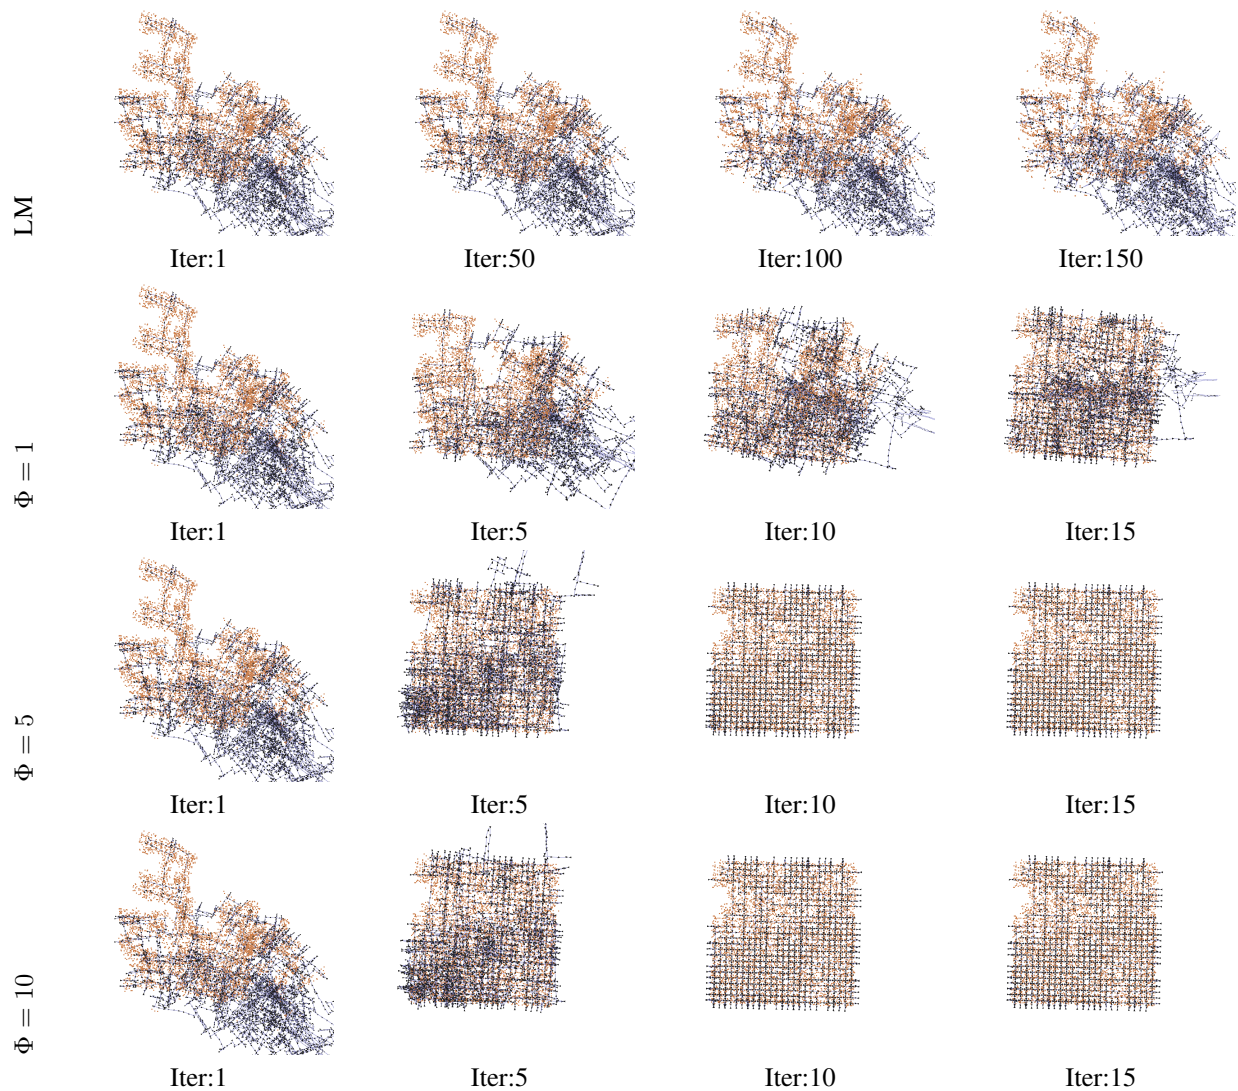 LM
Iter:1 Iter:50 Iter:100 Iter:150
Φ = 1
Iter:1 Iter:5 Iter:10 Iter:15
Φ = 5
Iter:1 Iter:5 Iter:10 Iter:15
Φ = 10
Iter:1 Iter:5 Iter:10 Iter:15